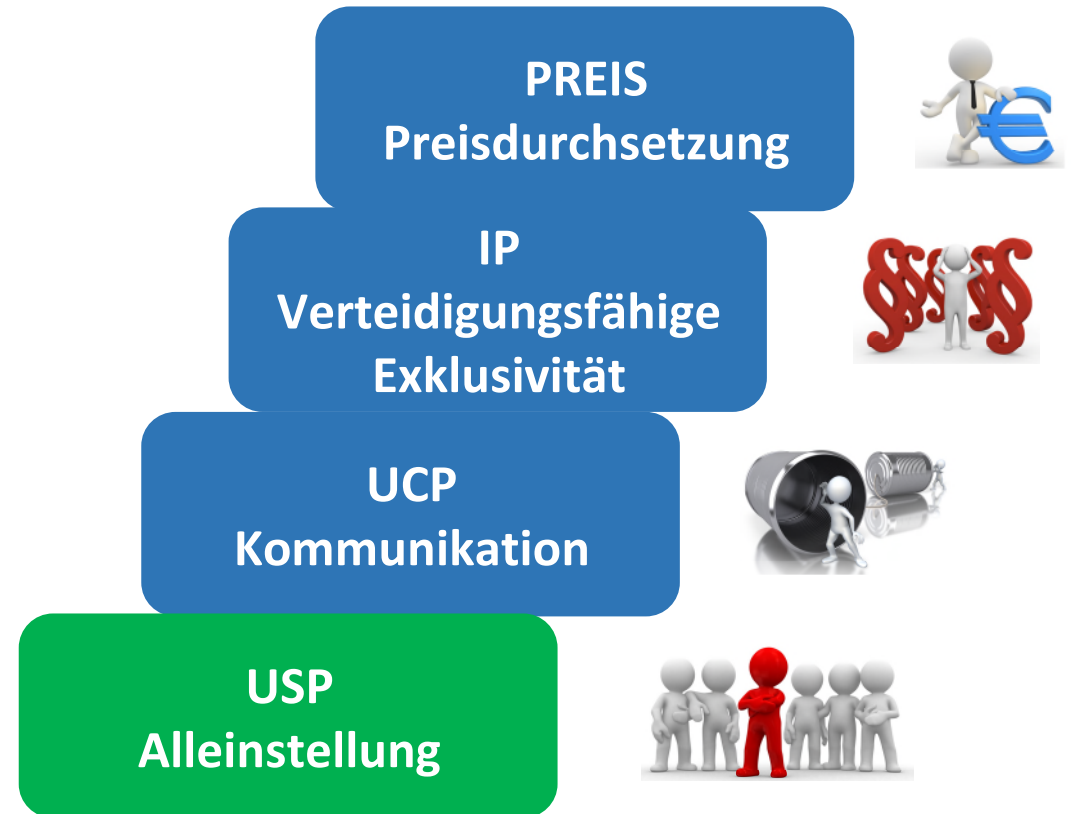 PREIS
Preisdurchsetzung
IP
Verteidigungsfähige
Exklusivität
UCP
Kommunikation
USP
Alleinstellung